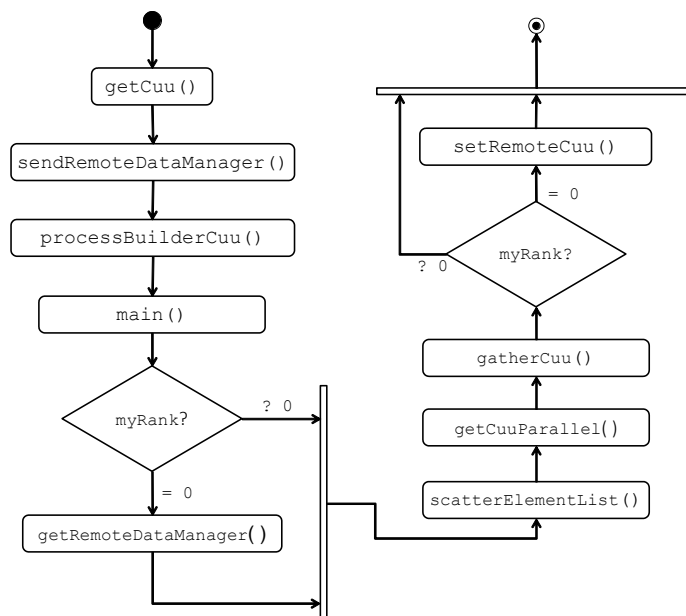 getCuu()
sendRemoteDataManager()
processBuilderCuu()
main()
myRank?
? 0
= 0
getRemoteDataManager()
setRemoteCuu()
= 0
myRank?
? 0
gatherCuu()
getCuuParallel()
scatterElementList()